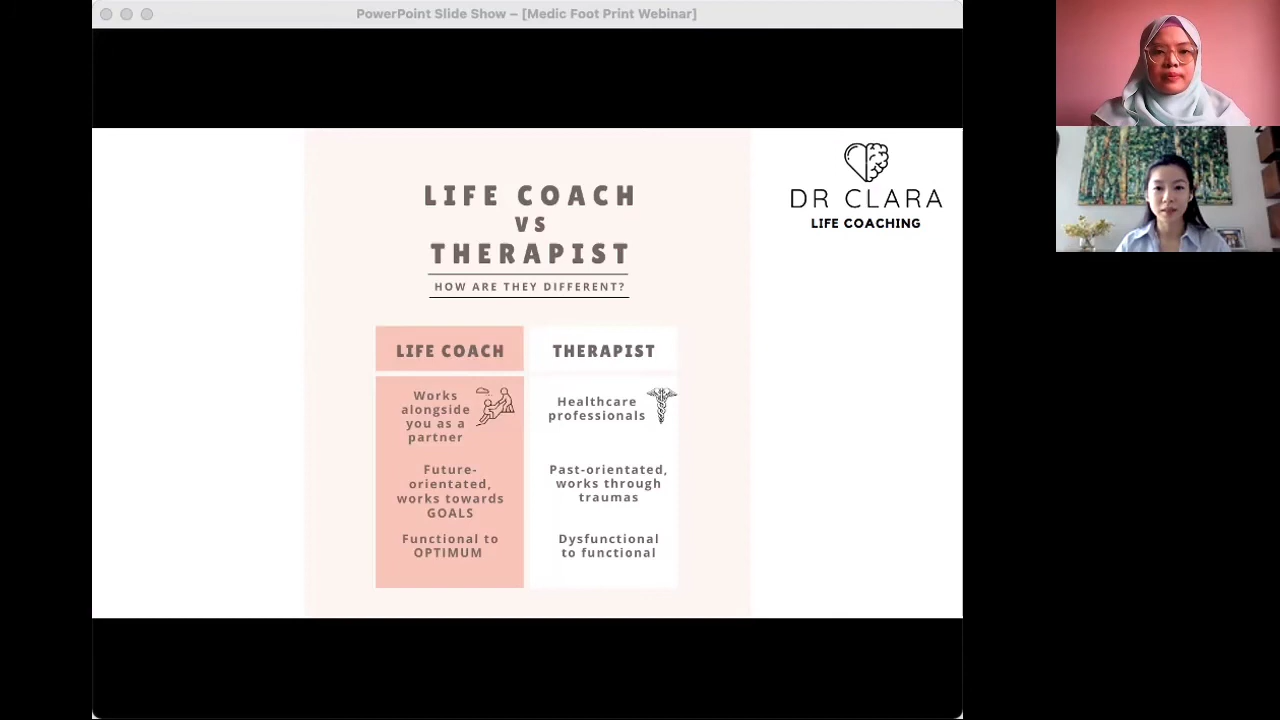 PowerPoint Slide Show – [Medic Foot Print Webinar]
DR CLARA
LIFE COACHING
LIFE COACH
VS
THERAPIST
HOW ARE THEY DIFFERENT?
LIFE COACH
Works
alongside
you as a
partner
Future-
orientated,
works towards
GOALS
Functional to
OPTIMUM
THERAPIST
Healthcare
professionals
Past-orientated,
works through
traumas
Dysfunctional
to functional